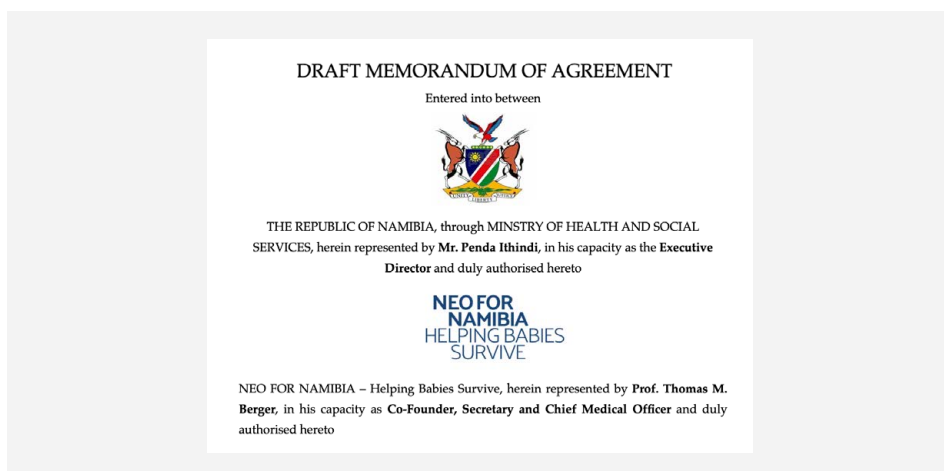 DRAFT MEMORANDUM OF AGREEMENT
Entered into between
UNITY LIBERTY JUSTICE
THE REPUBLIC OF NAMIBIA, through MINSTRY OF HEALTH AND SOCIAL
SERVICES, herein represented by Mr. Penda Ithindi, in his capacity as the Executive
Director and duly authorised hereto
NEO FOR
NAMIBIA
HELPING BABIES
SURVIVE
NEO FOR NAMIBIA – Helping Babies Survive, herein represented by Prof. Thomas M.
Berger, in his capacity as Co-Founder, Secretary and Chief Medical Officer and duly
authorised hereto